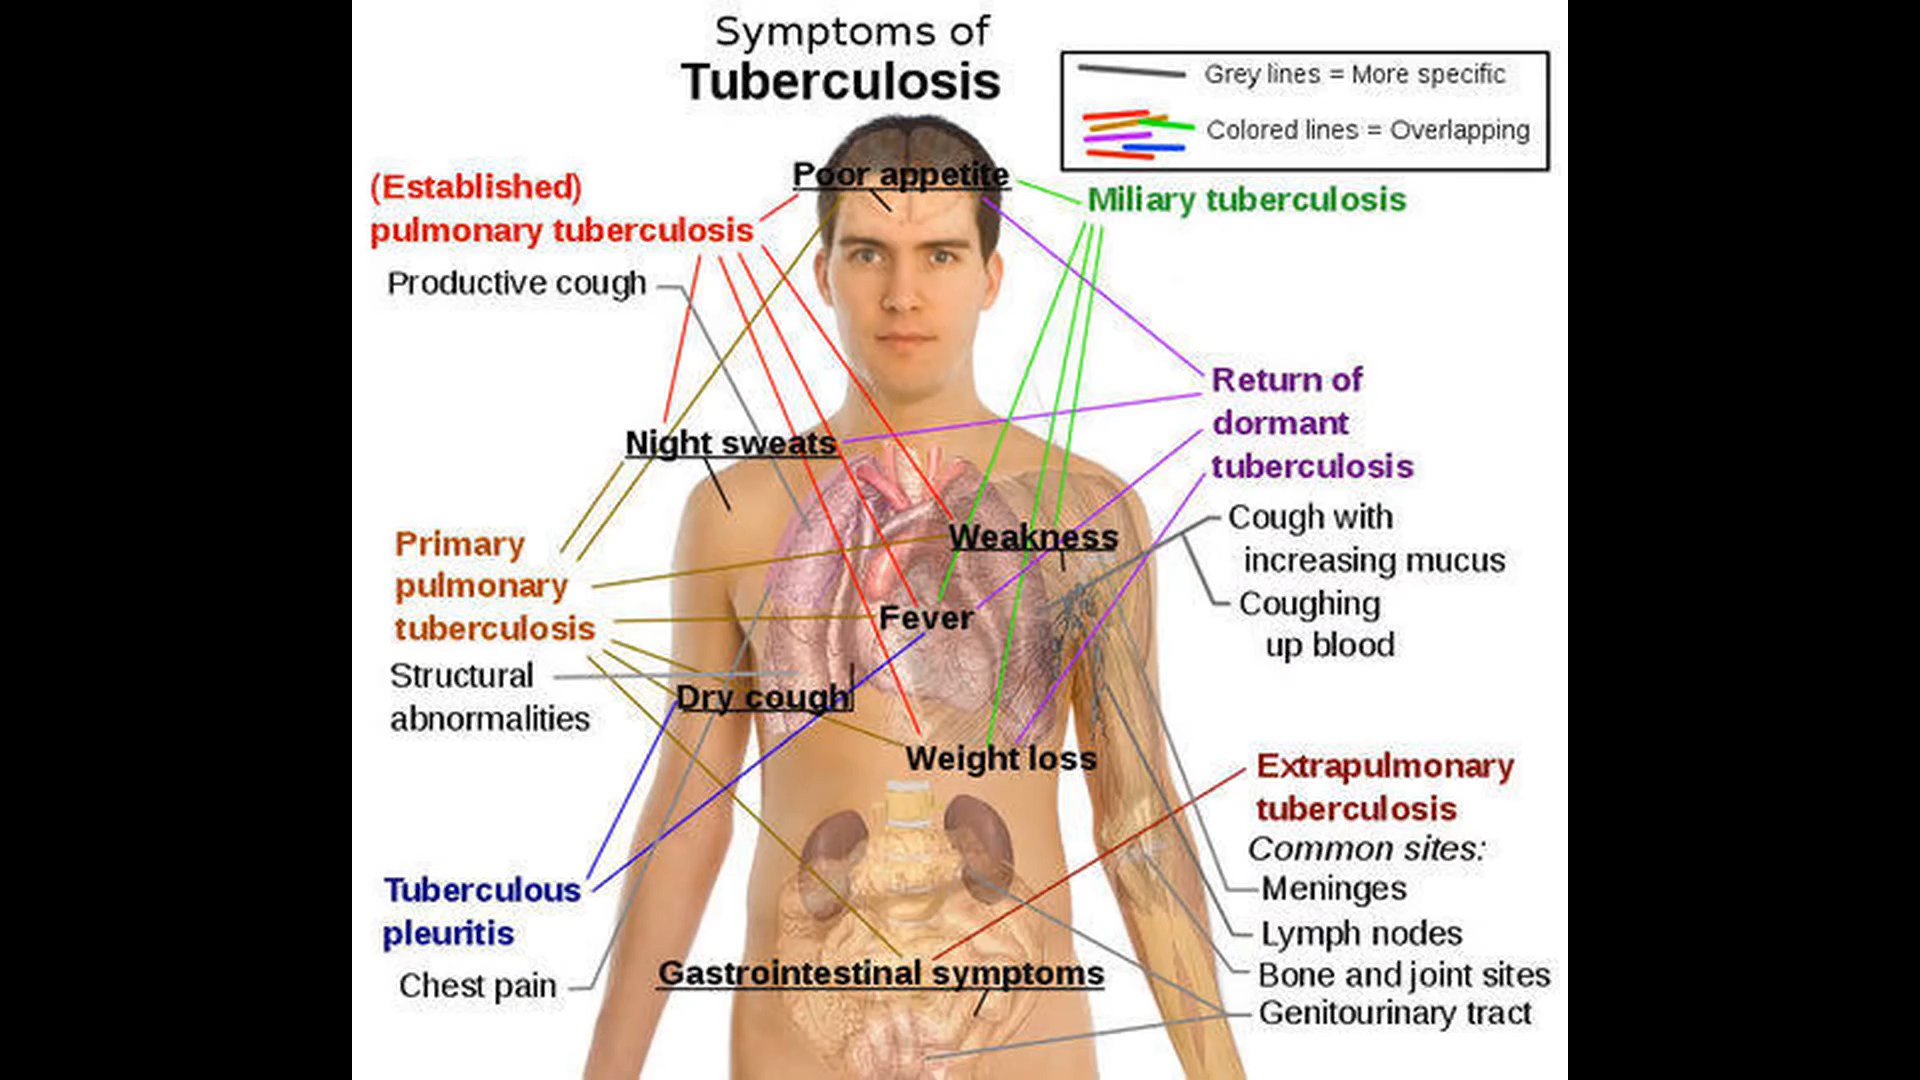 Symptoms of
Tuberculosis
Grey lines = More specific
Colored lines = Overlapping
(Established)
pulmonary tuberculosis
Productive cough
Poor appetite
Miliary tuberculosis
Return of
dormant
tuberculosis
Night sweats
Cough with
increasing mucus
Coughing
up blood
Weakness
Primary
pulmonary
tuberculosis
Fever
Structural
abnormalities
Dry cough
Weight loss
Extrapulmonary
tuberculosis
Common sites:
Meninges
Lymph nodes
Bone and joint sites
Genitourinary tract
Tuberculous
pleuritis
Chest pain
Gastrointestinal symptoms